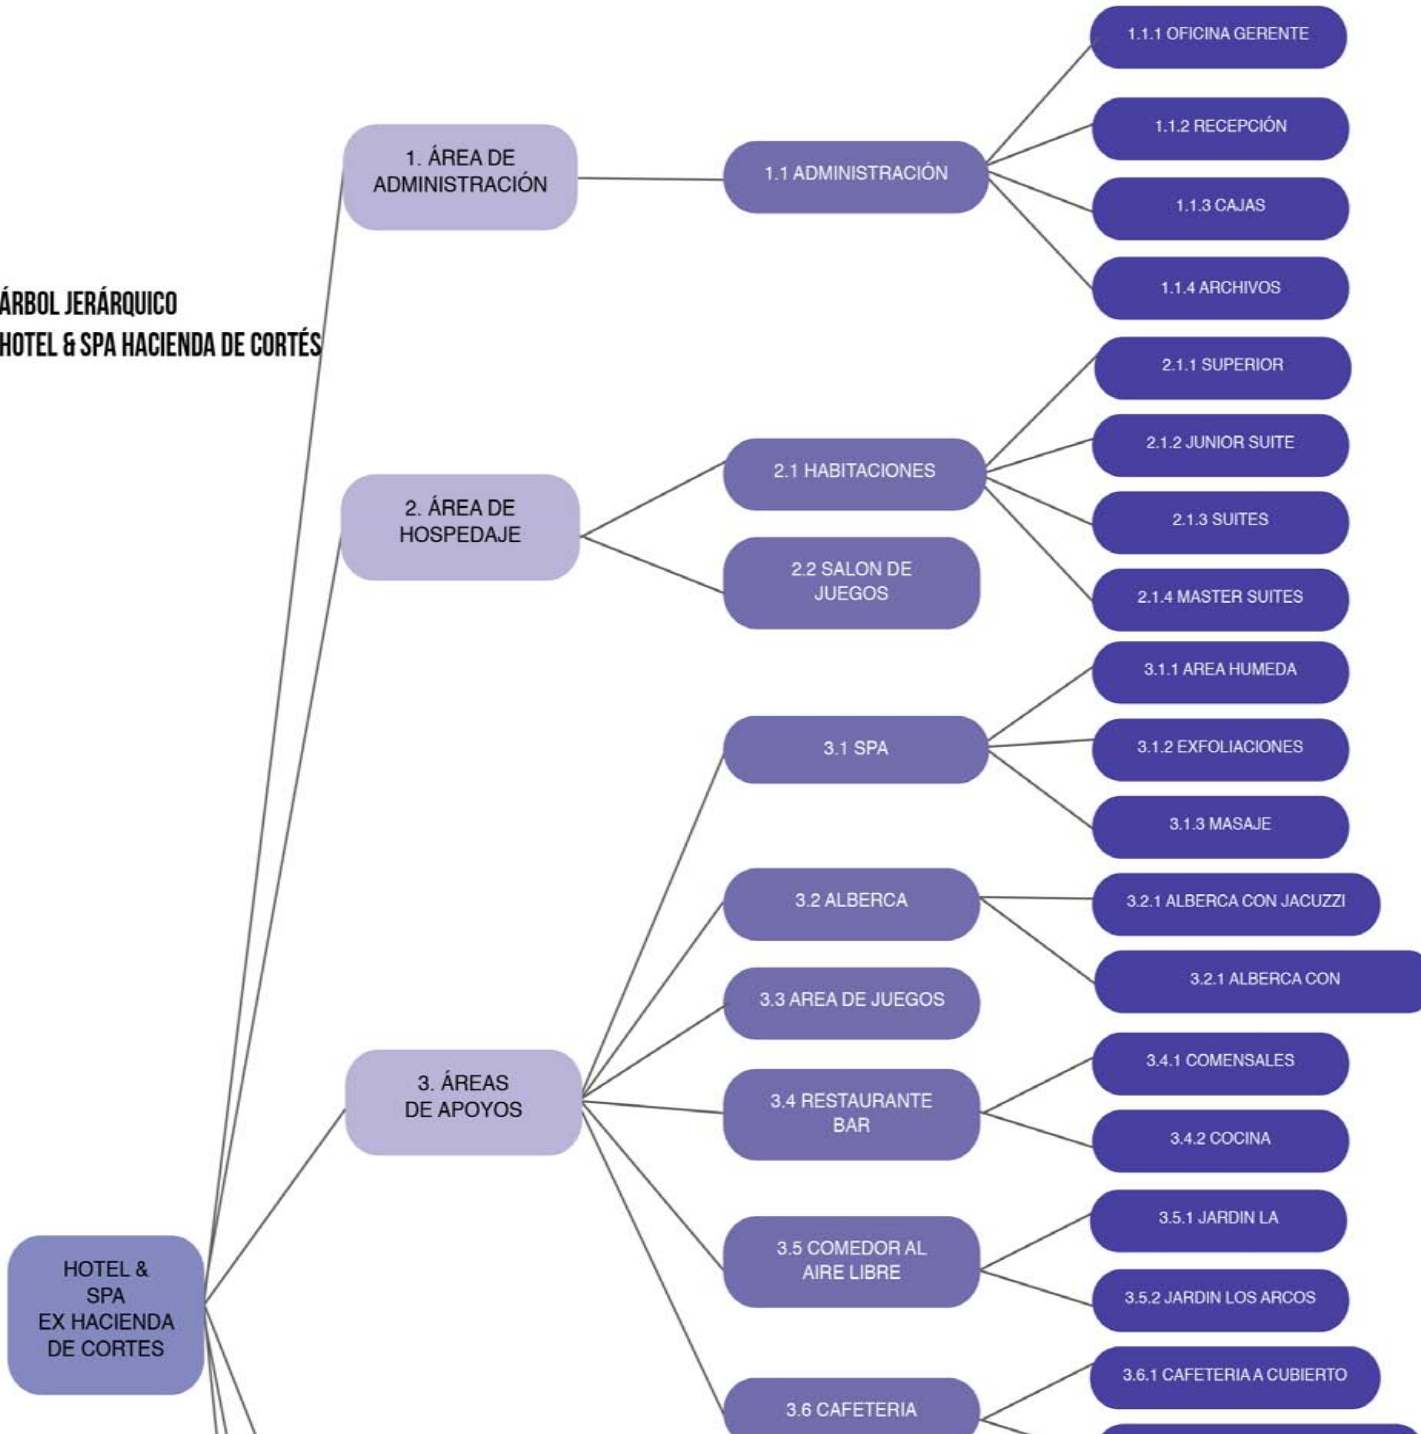 ÁRBOL JERÁRQUICO
HOTEL & SPA HACIENDA DE CORTÉS
HOTEL &
SPA
EX HACIENDA
DE CORTES
1. ÁREA DE
ADMINISTRACIÓN
1.1 ADMINISTRACIÓN
1.1.1 OFICINA GERENTE
1.1.2 RECEPCIÓN
1.1.3 CAJAS
1.1.4 ARCHIVOS
2. ÁREA DE
HOSPEDAJE
2.1 HABITACIONES
2.1.1 SUPERIOR
2.1.2 JUNIOR SUITE
2.1.3 SUITES
2.1.4 MASTER SUITES
2.2 SALON DE
JUEGOS
3. ÁREAS
DE APOYOS
3.1 SPA
3.1.1 AREA HUMEDA
3.1.2 EXFOLIACIONES
3.1.3 MASAJE
3.2 ALBERCA
3.2.1 ALBERCA CON JACUZZI
3.2.1 ALBERCA CON
3.3 AREA DE JUEGOS
3.4 RESTAURANTE
BAR
3.4.1 COMENSALES
3.4.2 COCINA
3.5 COMEDOR AL
AIRE LIBRE
3.5.1 JARDIN LA
3.5.2 JARDIN LOS ARCOS
3.6 CAFETERIA
3.6.1 CAFETERIA A CUBIERTO